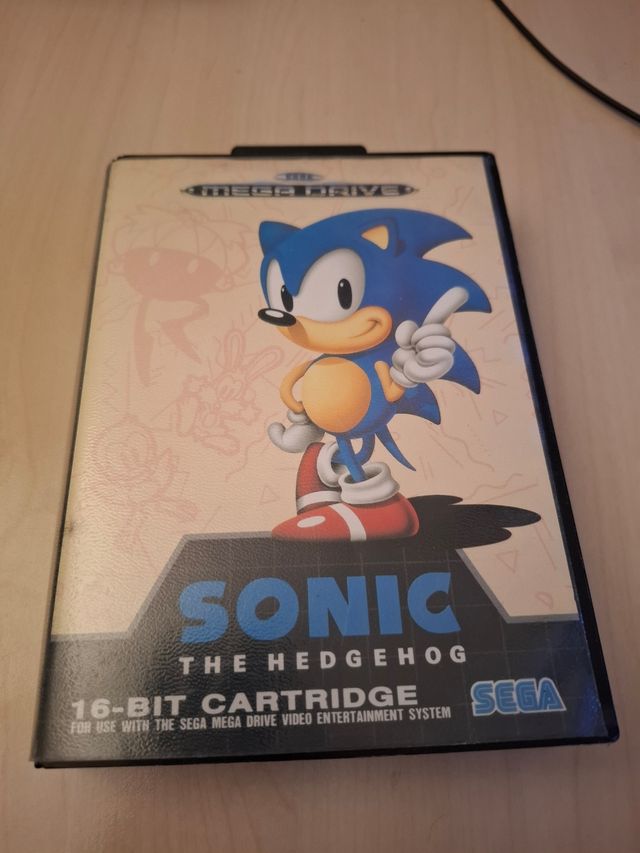 MEGA DRIVE
SONIC
THE HEDGEHOG
16-BIT CARTRIDGE
SEGA
FOR USE WITH THE SEGA MEGA DRIVE VIDEO ENTERTAINMENT SYSTEM